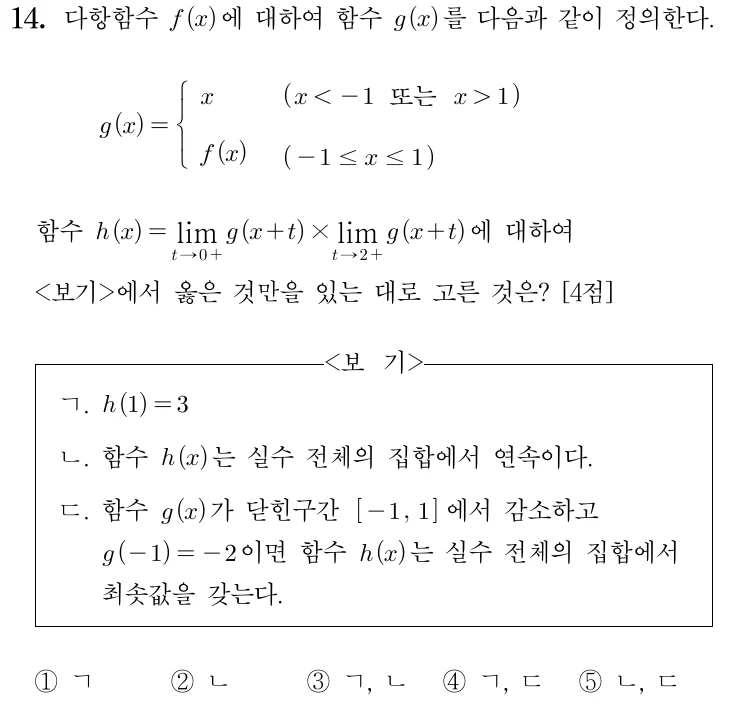 14. 다항함수 f(x)에 대하여 함수 g(x)를 다음과 같이 정의한다.
g(x) = { x (x < -1 또는 x > 1)
f(x) (-1 ≤ x ≤ 1)
함수 h(x) = lim_{t→0+} g(x+t) × lim_{t→2+} g(x+t)에 대하여
<보기>에서 옳은 것만을 있는 대로 고른 것은? [4점]
<보 기>
ㄱ. h(1) = 3
ㄴ. 함수 h(x)는 실수 전체의 집합에서 연속이다.
ㄷ. 함수 g(x)가 닫힌구간 [-1, 1]에서 감소하고
g(-1) = -2이면 함수 h(x)는 실수 전체의 집합에서
최솟값을 갖는다.
① ㄱ ② ㄴ ③ ㄱ, ㄴ ④ ㄱ, ㄷ ⑤ ㄴ, ㄷ